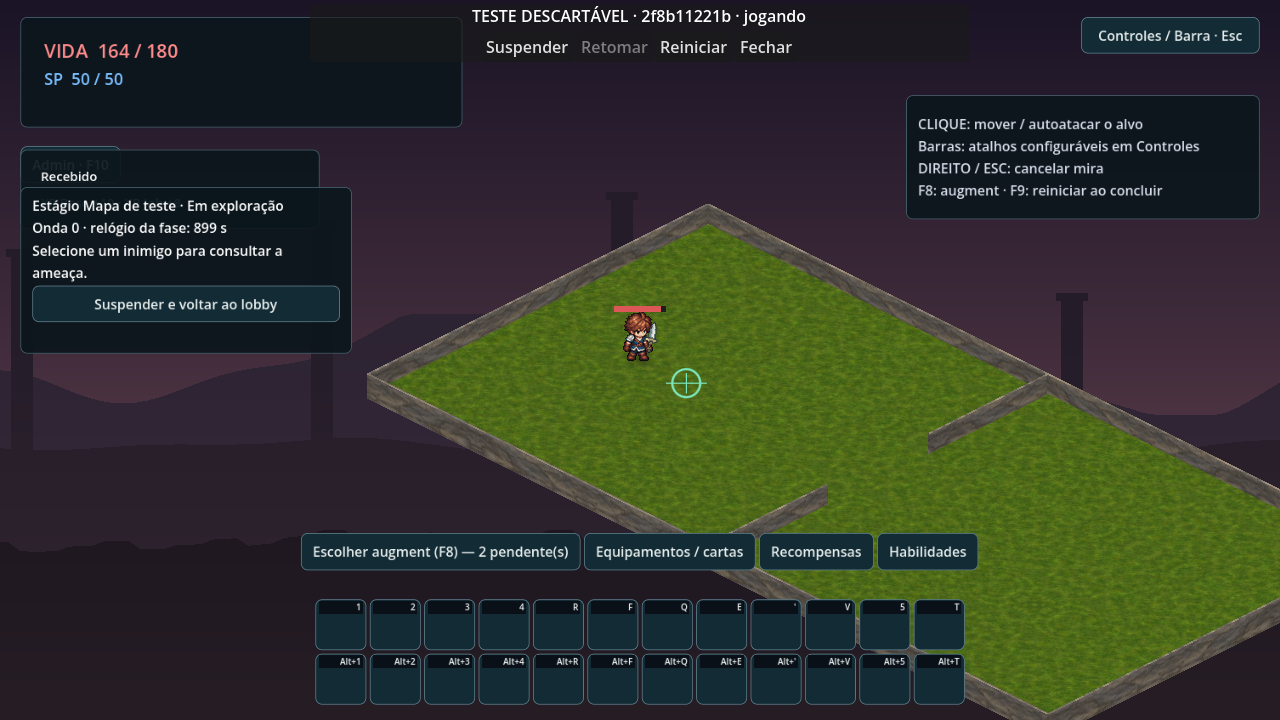 TESTE DESCARTÁVEL · 2f8b11221b · jogando
Suspender Retomar Reiniciar Fechar
VIDA 164 / 180
SP 50 / 50
Controles / Barra · Esc
CLIQUE: mover / autoatacar o alvo
Barras: atalhos configuráveis em Controles
DIREITO / ESC: cancelar mira
F8: augment · F9: reiniciar ao concluir
Admin · F10
Recebido
Estágio Mapa de teste · Em exploração
Onda 0 · relógio da fase: 899 s
Selecione um inimigo para consultar a
ameaça.
Suspender e voltar ao lobby
Escolher augment (F8) — 2 pendente(s) Equipamentos / cartas Recompensas Habilidades
1 2 3 4 R F Q E ' V 5 T
Alt+1 Alt+2 Alt+3 Alt+4 Alt+R Alt+F Alt+Q Alt+E Alt+' Alt+V Alt+5 Alt+T